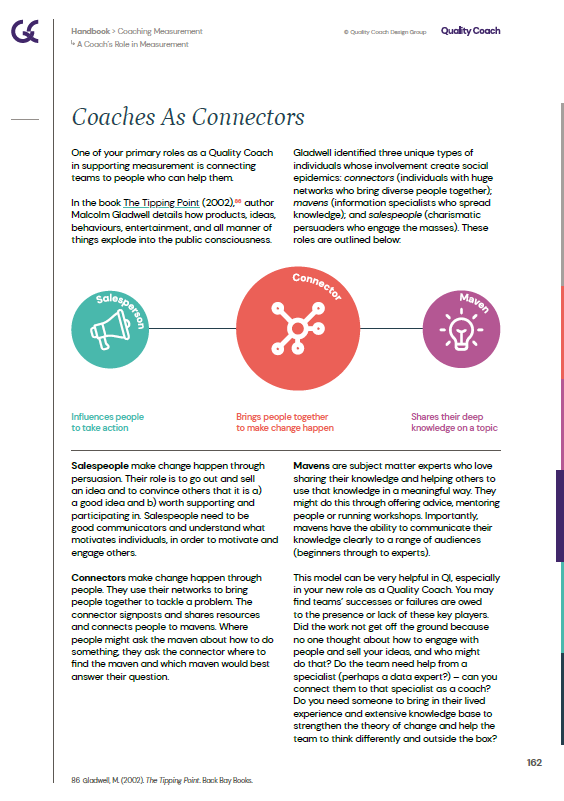 Handbook > Coaching Measurement
↳ A Coach's Role in Measurement
© Quality Coach Design Group
Quality Coach
Coaches As Connectors
One of your primary roles as a Quality Coach
in supporting measurement is connecting
teams to people who can help them.
In the book The Tipping Point (2002),86 author
Malcolm Gladwell details how products, ideas,
behaviours, entertainment, and all manner of
things explode into the public consciousness.
Gladwell identified three unique types of
individuals whose involvement create social
epidemics: connectors (individuals with huge
networks who bring diverse people together);
mavens (information specialists who spread
knowledge); and salespeople (charismatic
persuaders who engage the masses). These
roles are outlined below:
Salesperson
Connector
Maven
Influences people
to take action
Brings people together
to make change happen
Shares their deep
knowledge on a topic
Salespeople make change happen through
persuasion. Their role is to go out and sell
an idea and to convince others that it is a)
a good idea and b) worth supporting and
participating in. Salespeople need to be
good communicators and understand what
motivates individuals, in order to motivate and
engage others.
Connectors make change happen through
people. They use their networks to bring
people together to tackle a problem. The
connector signposts and shares resources
and connects people to mavens. Where
people might ask the maven about how to do
something, they ask the connector where to
find the maven and which maven would best
answer their question.
Mavens are subject matter experts who love
sharing their knowledge and helping others to
use that knowledge in a meaningful way. They
might do this through offering advice, mentoring
people or running workshops. Importantly,
mavens have the ability to communicate their
knowledge clearly to a range of audiences
(beginners through to experts).
This model can be very helpful in QI, especially
in your new role as a Quality Coach. You may
find teams' successes or failures are owed
to the presence or lack of these key players.
Did the work not get off the ground because
no one thought about how to engage with
people and sell your ideas, and who might
do that? Do the team need help from a
specialist (perhaps a data expert?) – can you
connect them to that specialist as a coach?
Do you need someone to bring in their lived
experience and extensive knowledge base to
strengthen the theory of change and help the
team to think differently and outside the box?
162
86 Gladwell, M. (2002). The Tipping Point. Back Bay Books.